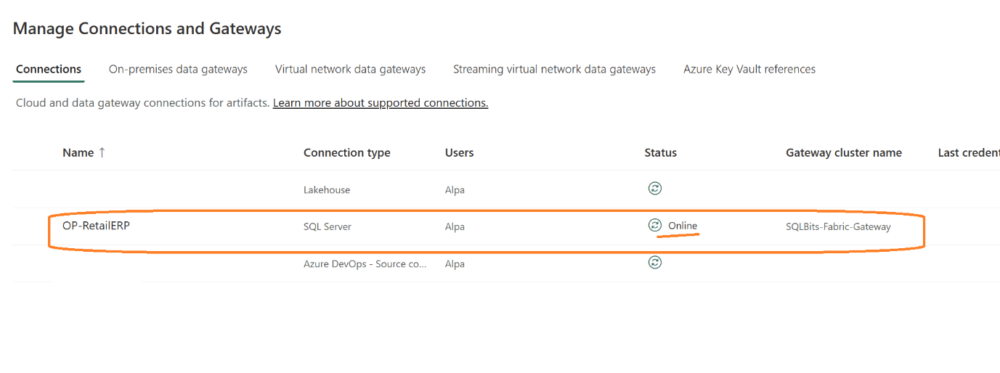 Manage Connections and Gateways
Connections On-premises data gateways Virtual network data gateways Streaming virtual network data gateways Azure Key Vault references
Cloud and data gateway connections for artifacts. Learn more about supported connections.
Name ↑ Connection type Users Status Gateway cluster name Last credent
Lakehouse Alpa
OP-RetailERP SQL Server Alpa Online SQLBits-Fabric-Gateway
Azure DevOps - Source co... Alpa